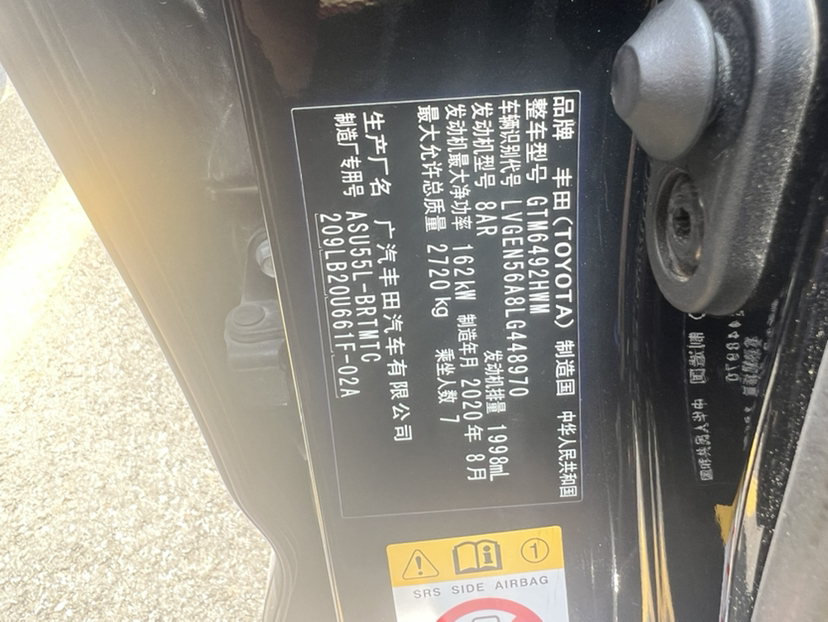 品牌 丰田(TOYOTA) 制造国 中华人民共和国
整车型号 GTM6492HWM
车辆识别代号 LVGEN56A8LG448970
发动机型号 8AR 发动机排量 1998mL
发动机最大净功率 162kW 制造年月 2020年 8月
最大允许总质量 2720kg 乘坐人数 7
生产厂名 广汽丰田汽车有限公司
制造厂专用号 ASU55L-BRTMTC
209LB20U661F-02A
1
SRS SIDE AIRBAG